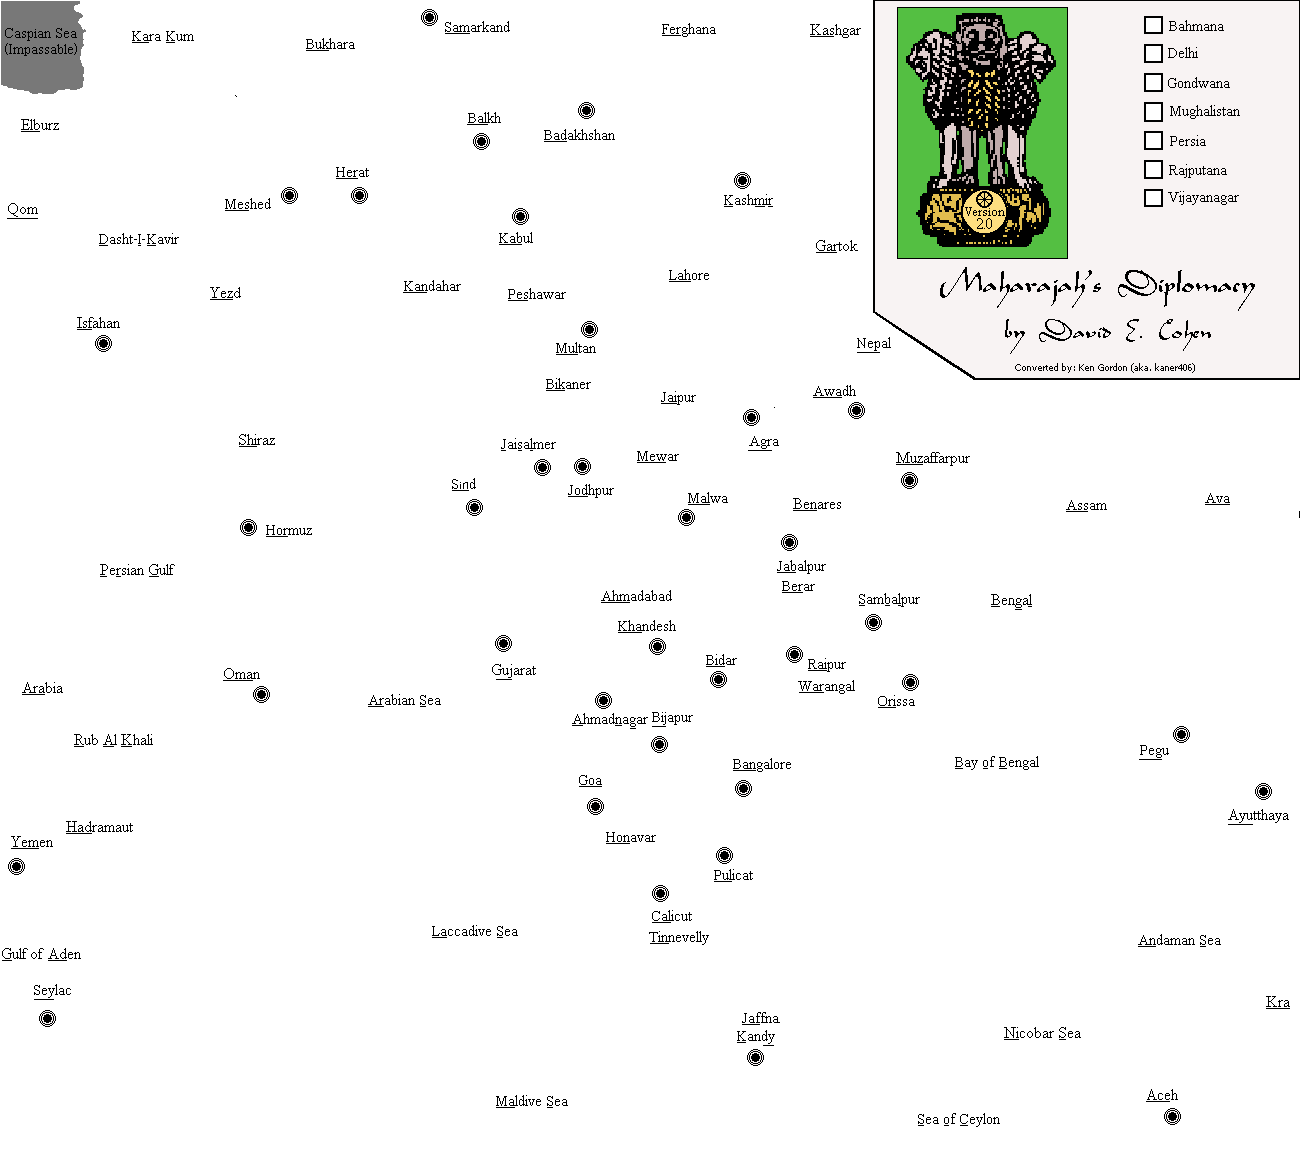 Caspian Sea
(Impassable)
Kara Kum
Bukhara
Samarkand
Ferghana
Kashgar
Bahmana
Delhi
Gondwana
Mughalistan
Persia
Rajputana
Vijayanagar
Version
2.0
Maharajah's Diplomacy
by David E. Cohen
Converted by: Ken Gordon (aka. kaner406)
Elburz
Balkh
Badakhshan
Herat
Meshed
Kashmir
Qom
Dasht-I-Kavir
Kabul
Gartok
Lahore
Kandahar
Peshawar
Yezd
Isfahan
Multan
Nepal
Bikaner
Jaipur
Awadh
Shiraz
Jaisalmer
Agra
Mewar
Muzaffarpur
Sind
Jodhpur
Malwa
Benares
Assam
Ava
Hormuz
Persian Gulf
Jabalpur
Berar
Ahmadabad
Sambalpur
Bengal
Khandesh
Gujarat
Bidar
Raipur
Oman
Arabia
Warangal
Arabian Sea
Orissa
Ahmadnagar
Bijapur
Rub Al Khali
Pegu
Bay of Bengal
Bangalore
Goa
Ayutthaya
Hadramaut
Honavar
Yemen
Pulicat
Calicut
Tinnevelly
Laccadive Sea
Andaman Sea
Gulf of Aden
Seylac
Kra
Jaffna
Kandy
Nicobar Sea
Aceh
Maldive Sea
Sea of Ceylon